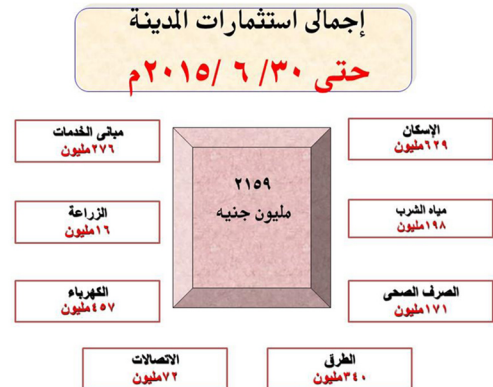 إجمالى استثمارات المدينة
حتى ٣٠/ ٦ /٢٠١٥م
الإسكان
٦٢٩مليون
مبانى الخدمات
٢٧٦مليون
٢١٥٩
مليون جنيه
مياه الشرب
١٩٨مليون
الزراعة
١٦مليون
الصرف الصحى
١٧١مليون
الكهرباء
٤٥٧مليون
الطرق
٣٤٠مليون
الاتصالات
٧٢مليون